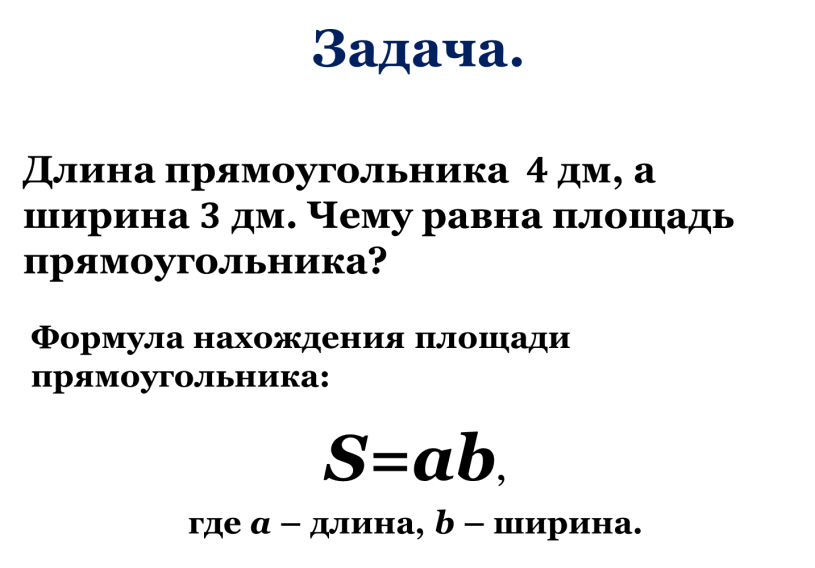 Задача.
Длина прямоугольника 4 дм, а
ширина 3 дм. Чему равна площадь
прямоугольника?
Формула нахождения площади
прямоугольника:
S=ab,
где a – длина, b – ширина.